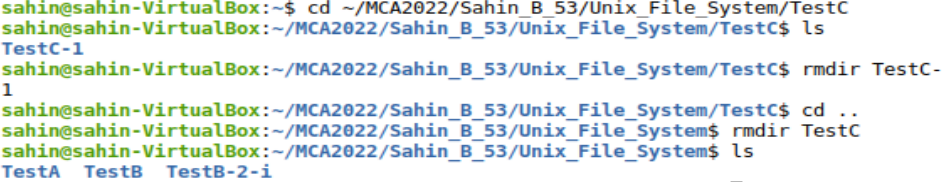 sahin@sahin-VirtualBox:~$ cd ~/MCA2022/Sahin_B_53/Unix_File_System/TestC
sahin@sahin-VirtualBox:~/MCA2022/Sahin_B_53/Unix_File_System/TestC$ ls
TestC-1
sahin@sahin-VirtualBox:~/MCA2022/Sahin_B_53/Unix_File_System/TestC$ rmdir TestC-
1
sahin@sahin-VirtualBox:~/MCA2022/Sahin_B_53/Unix_File_System/TestC$ cd ..
sahin@sahin-VirtualBox:~/MCA2022/Sahin_B_53/Unix_File_System$ rmdir TestC
sahin@sahin-VirtualBox:~/MCA2022/Sahin_B_53/Unix_File_System$ ls
TestA  TestB  TestB-2-i